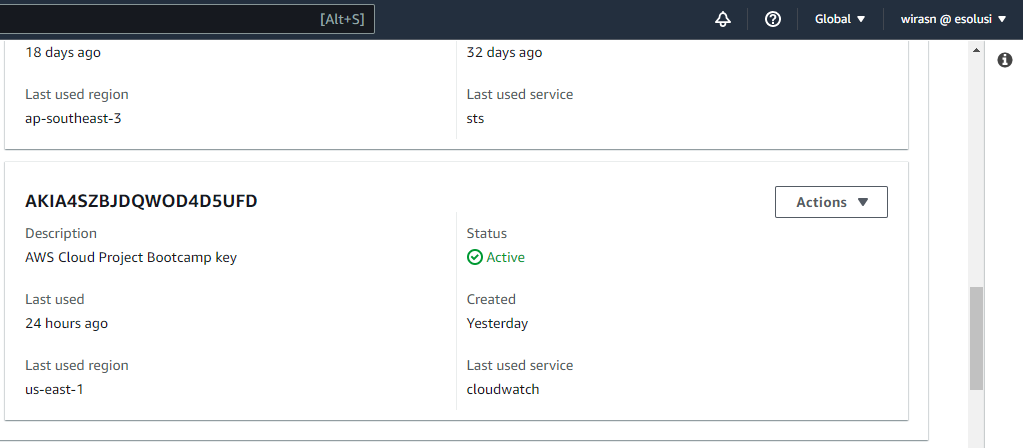 [Alt+S] Global wirasn @ esolusi
18 days ago 32 days ago
Last used region Last used service
ap-southeast-3 sts
AKIA4SZBJDQWOD4D5UFD Actions
Description Status
AWS Cloud Project Bootcamp key Active
Last used Created
24 hours ago Yesterday
Last used region Last used service
us-east-1 cloudwatch